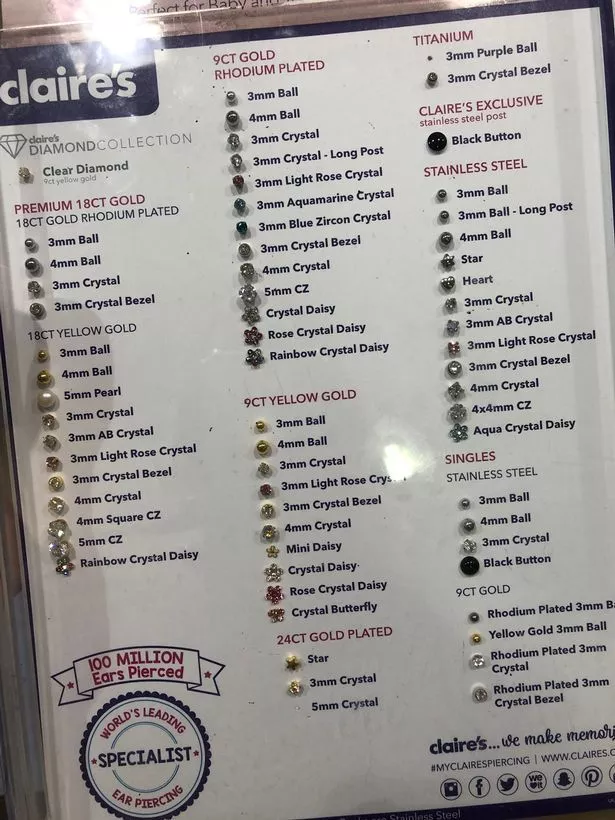 Perfect for Baby and
claire's
claire's
DIAMONDCOLLECTION
Clear Diamond
9ct yellow gold
PREMIUM 18CT GOLD
18CT GOLD RHODIUM PLATED
3mm Ball
4mm Ball
3mm Crystal
3mm Crystal Bezel
18CT YELLOW GOLD
3mm Ball
4mm Ball
5mm Pearl
3mm Crystal
3mm AB Crystal
3mm Light Rose Crystal
3mm Crystal Bezel
4mm Crystal
4mm Square CZ
5mm CZ
Rainbow Crystal Daisy
100 MILLION
Ears Pierced
WORLD'S LEADING
SPECIALIST
EAR PIERCING
9CT GOLD
RHODIUM PLATED
3mm Ball
4mm Ball
3mm Crystal
3mm Crystal - Long Post
3mm Light Rose Crystal
3mm Aquamarine Crystal
3mm Blue Zircon Crystal
3mm Crystal Bezel
4mm Crystal
5mm CZ
Crystal Daisy
Rose Crystal Daisy
Rainbow Crystal Daisy
9CT YELLOW GOLD
3mm Ball
4mm Ball
3mm Crystal
3mm Light Rose Crys
3mm Crystal Bezel
4mm Crystal
Mini Daisy
Crystal Daisy
Rose Crystal Daisy
Crystal Butterfly
24CT GOLD PLATED
Star
3mm Crystal
5mm Crystal
TITANIUM
3mm Purple Ball
3mm Crystal Bezel
CLAIRE'S EXCLUSIVE
stainless steel post
Black Button
STAINLESS STEEL
3mm Ball
3mm Ball - Long Post
4mm Ball
Star
Heart
3mm Crystal
3mm AB Crystal
3mm Light Rose Crystal
3mm Crystal Bezel
4mm Crystal
4x4mm CZ
Aqua Crystal Daisy
SINGLES
STAINLESS STEEL
3mm Ball
4mm Ball
3mm Crystal
Black Button
9CT GOLD
Rhodium Plated 3mm Ba
Yellow Gold 3mm Ball
Rhodium Plated 3mm
Crystal
Rhodium Plated 3mm
Crystal Bezel
claire's...we make memori
#MYCLAIRESPIERCING | WWW.CLAIRES.C
we
it
Stainless Steel